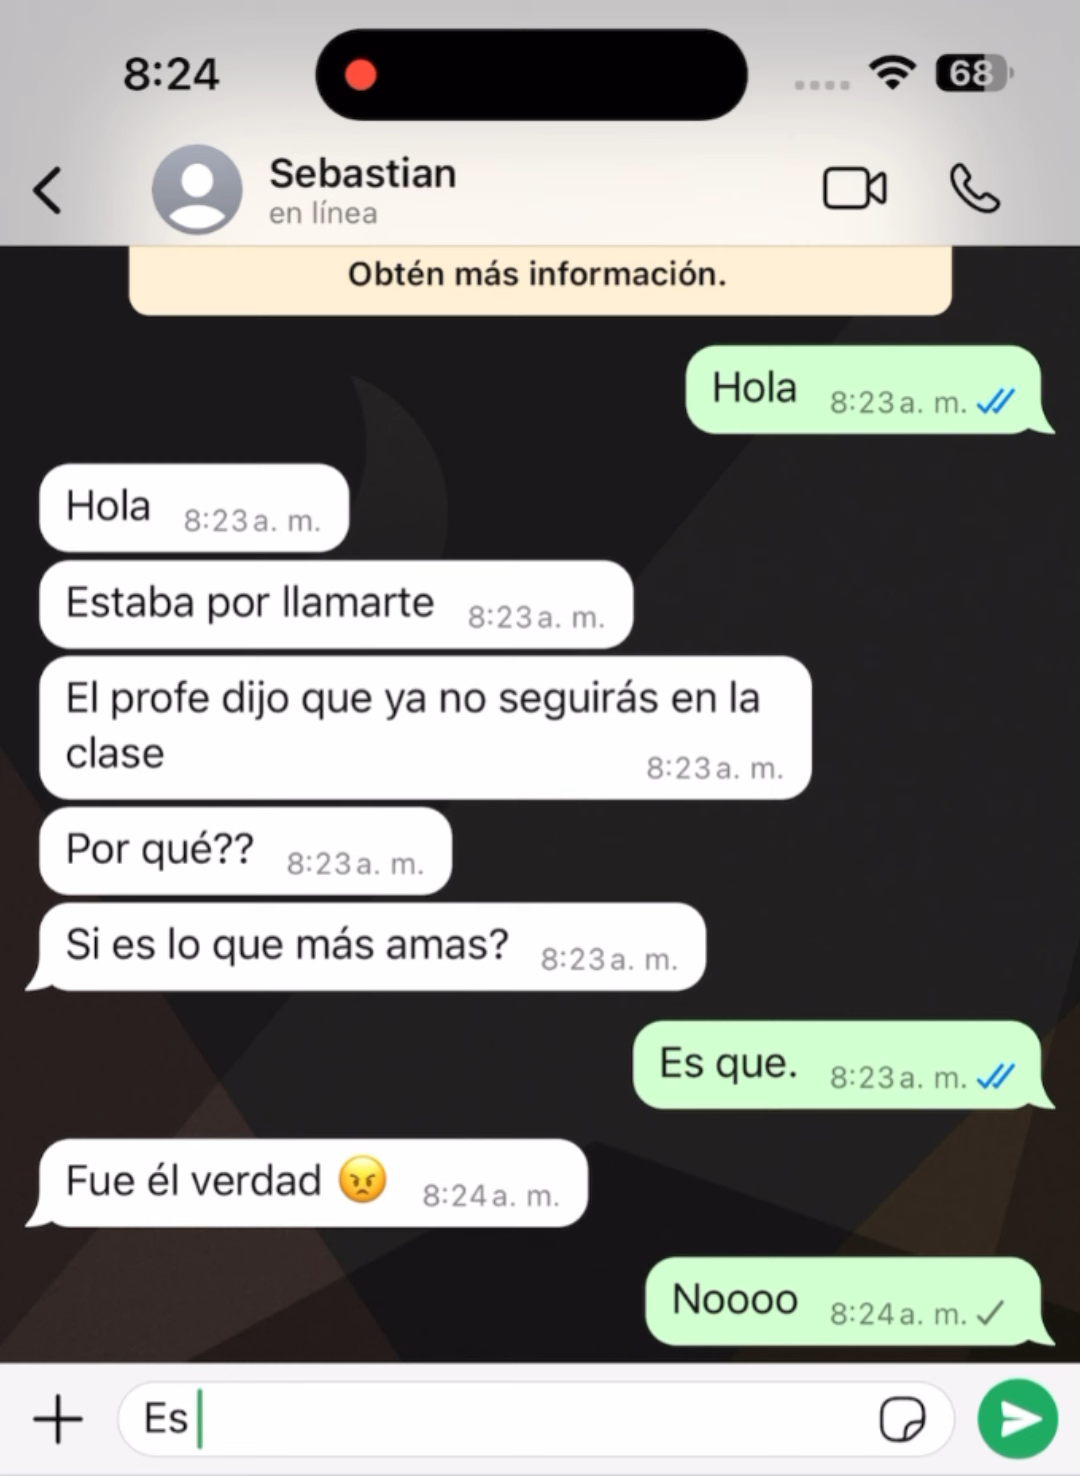 8:24
68
Sebastian
en línea
Obtén más información.
Hola 8:23 a. m.
Hola 8:23 a. m.
Estaba por llamarte 8:23 a. m.
El profe dijo que ya no seguirás en la
clase 8:23 a. m.
Por qué?? 8:23 a. m.
Si es lo que más amas? 8:23 a. m.
Es que. 8:23 a. m.
Fue él verdad 😠 8:24 a. m.
Noooo 8:24 a. m.
Es